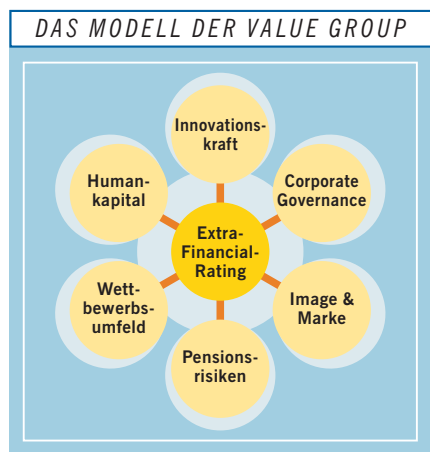 DAS MODELL DER VALUE GROUP
Innovations-
kraft
Human-
kapital
Corporate
Governance
Extra-
Financial-
Rating
Wett-
bewerbs-
umfeld
Image &
Marke
Pensions-
risiken